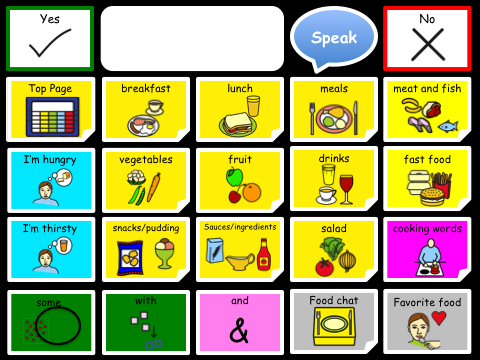 Yes
Speak
No
Top Page
breakfast
lunch
meals
meat and fish
I'm hungry
vegetables
fruit
drinks
fast food
I'm thirsty
snacks/pudding
Sauces/ingredients
salad
cooking words
some
with
and
&
Food chat
Favorite food